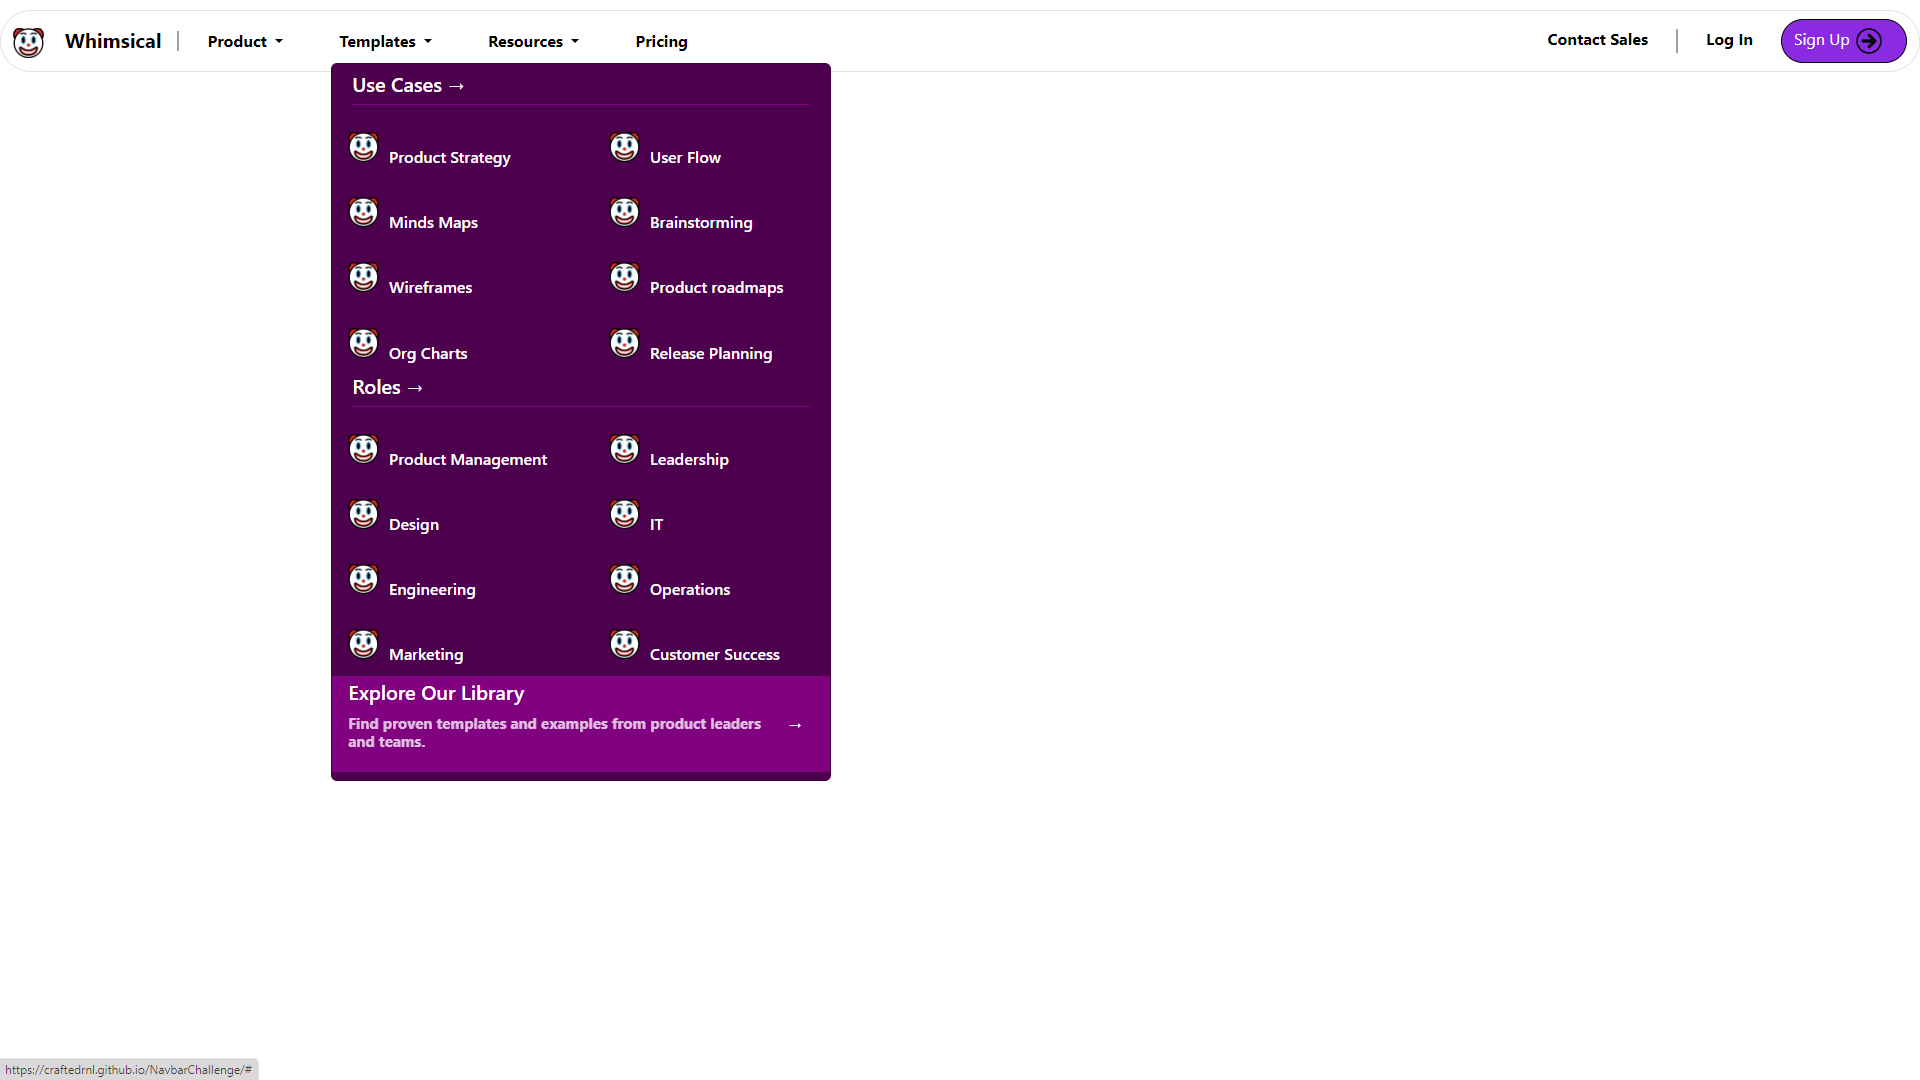 Whimsical | Product Templates Resources Pricing Contact Sales | Log In Sign Up
Use Cases →
Product Strategy User Flow
Minds Maps Brainstorming
Wireframes Product roadmaps
Org Charts Release Planning
Roles →
Product Management Leadership
Design IT
Engineering Operations
Marketing Customer Success
Explore Our Library
Find proven templates and examples from product leaders →
and teams.
https://craftedrnl.github.io/NavbarChallenge/#